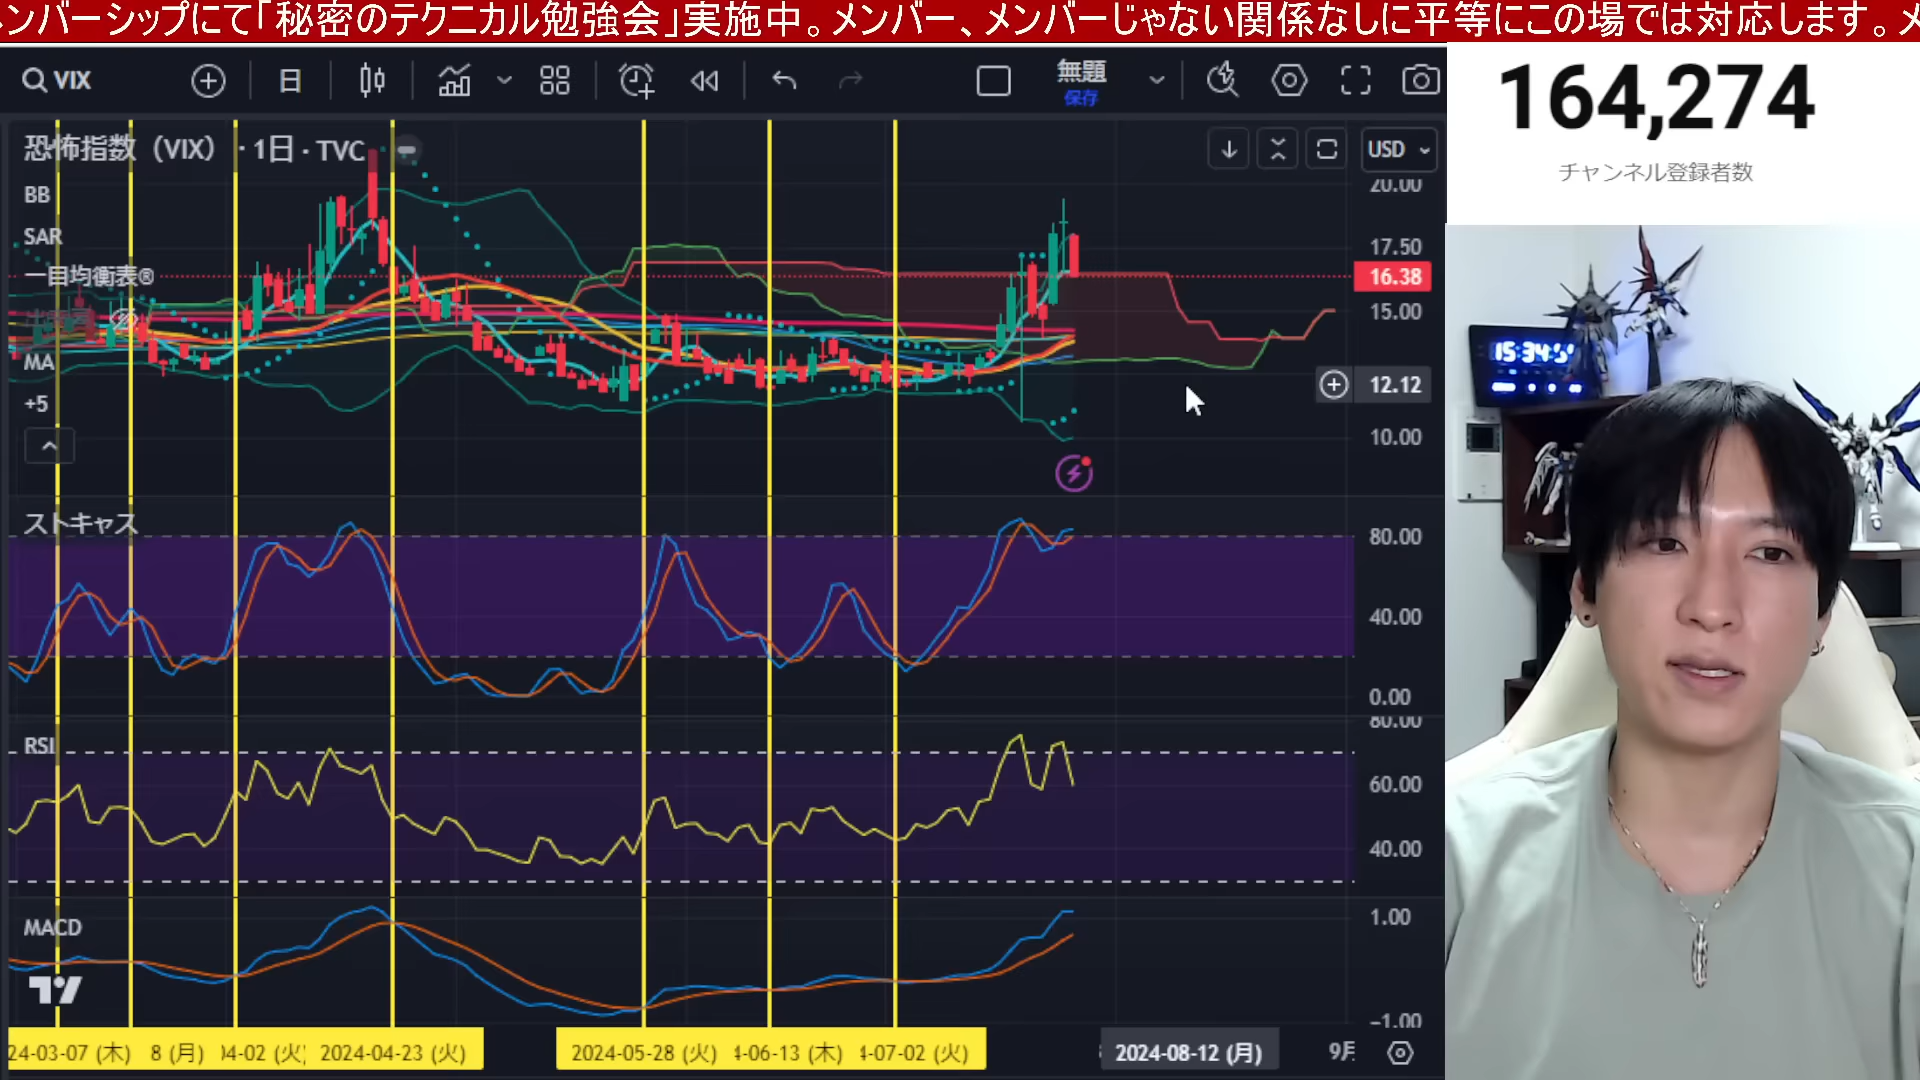 ンバーシップにて「秘密のテクニカル勉強会」実施中。メンバー、メンバーじゃない関係なしに平等にこの場では対応します。メ
VIX
日
無題
保存
164,274
チャンネル登録者数
恐怖指数（VIX）・1日・TVC
USD
BB
SAR
一目均衡表®
MA
+5
20.00
17.50
16.38
15.00
12.12
10.00
ストキャス
80.00
40.00
0.00
RSI
80.00
60.00
40.00
MACD
1.00
-1.00
24-03-07 (木)
8 (月)
04-02 (火)
2024-04-23 (火)
2024-05-28 (火)
4-06-13 (木)
4-07-02 (火)
2024-08-12 (月)
9月